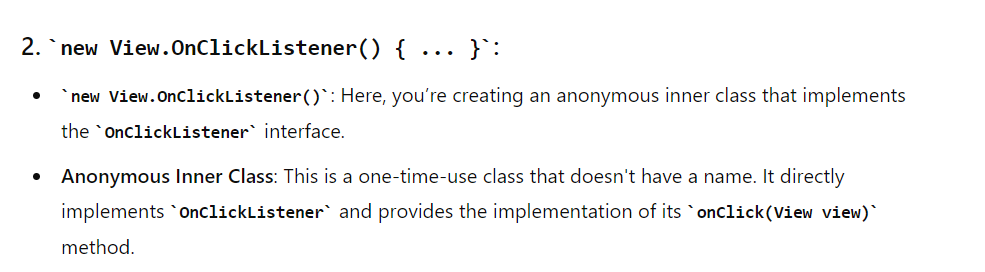 2. `new View.OnClickListener() { ... }`:
• `new View.OnClickListener()`: Here, you’re creating an anonymous inner class that implements
the `OnClickListener` interface.
• Anonymous Inner Class: This is a one-time-use class that doesn't have a name. It directly
implements `OnClickListener` and provides the implementation of its `onClick(View view)`
method.